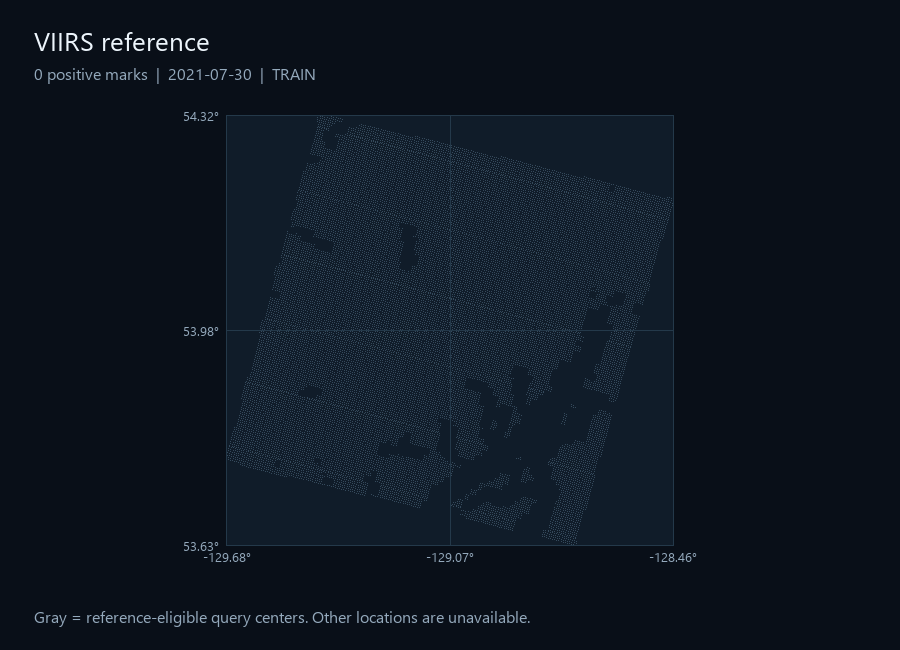 VIIRS reference
0 positive marks | 2021-07-30 | TRAIN
54.32°
53.98°
53.63°
-129.68°
-129.07°
-128.46°
Gray = reference-eligible query centers. Other locations are unavailable.